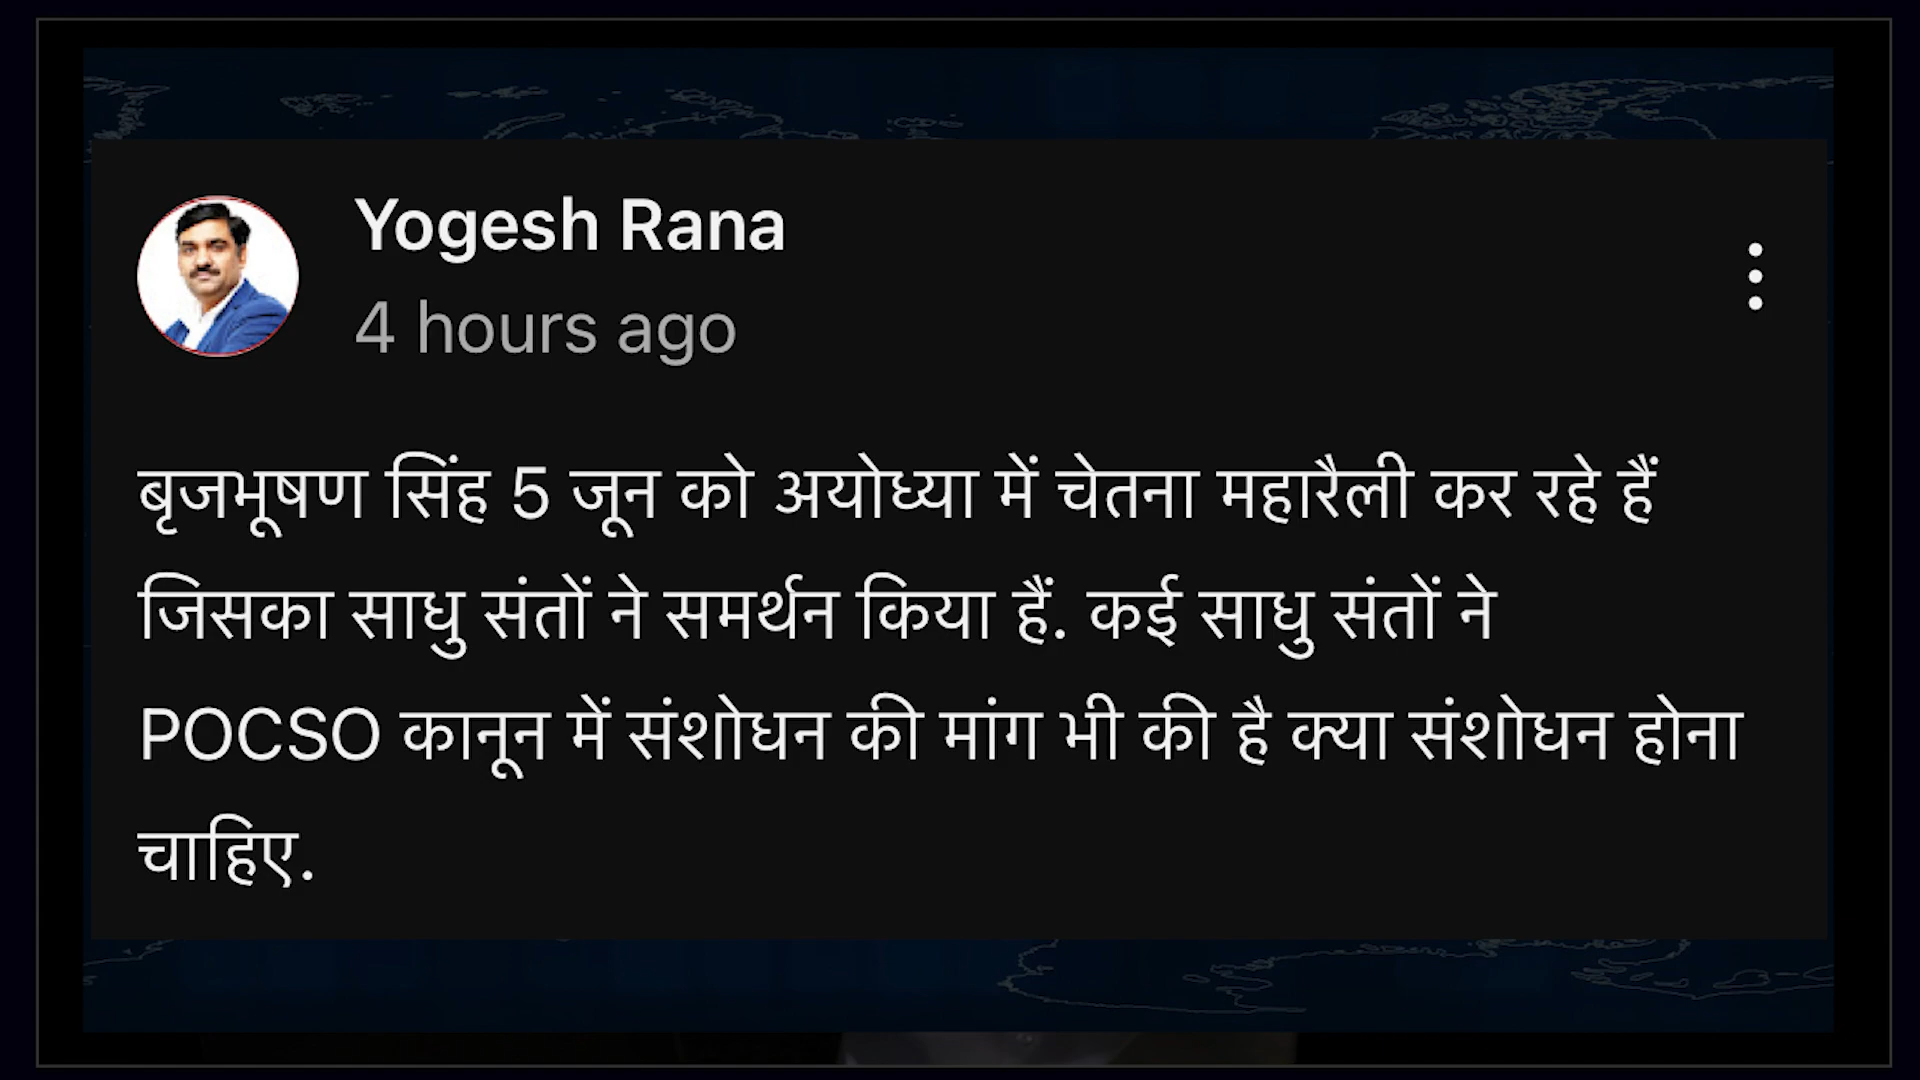 Yogesh Rana
4 hours ago
बृजभूषण सिंह 5 जून को अयोध्या में चेतना महारैली कर रहे हैं
जिसका साधु संतों ने समर्थन किया हैं. कई साधु संतों ने
POCSO कानून में संशोधन की मांग भी की है क्या संशोधन होना
चाहिए.